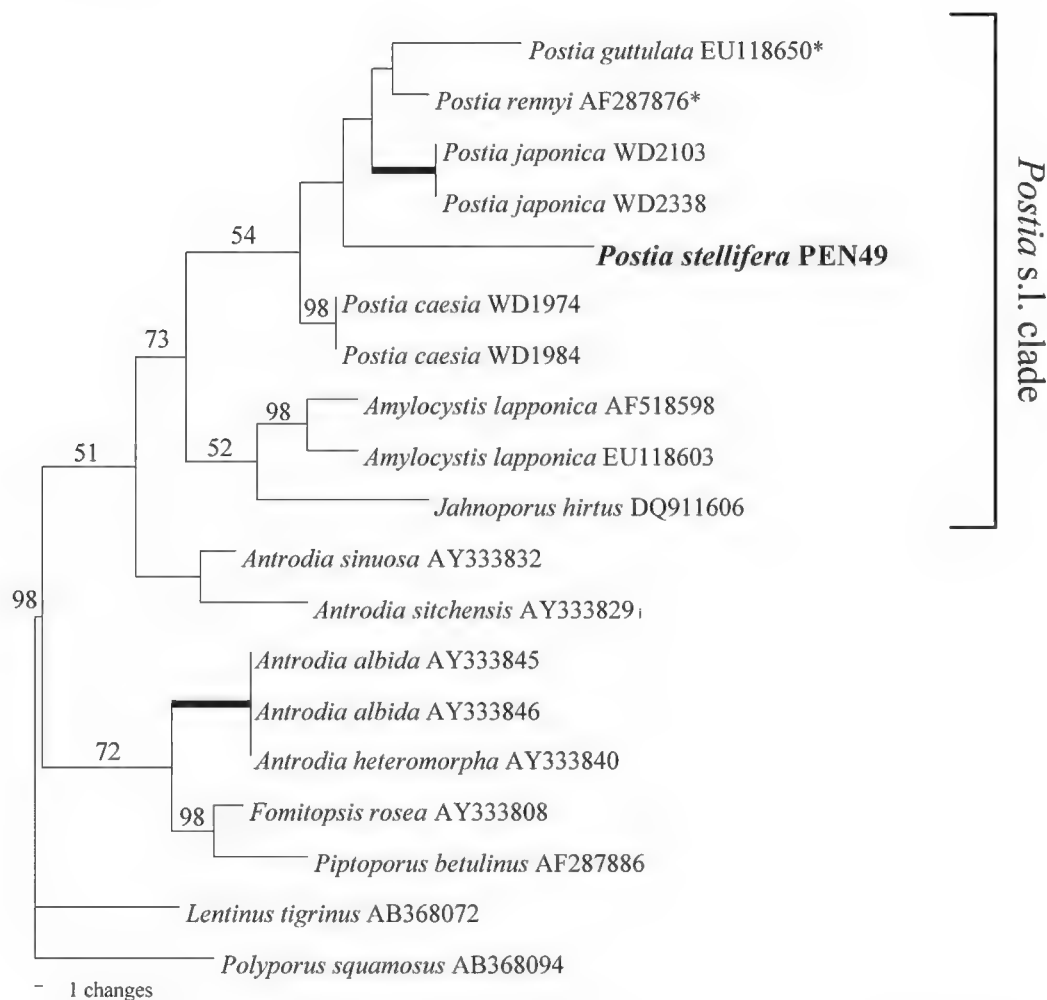 Postia guttulata EU118650*
Postia rennyi AF287876*
Postia japonica WD2103
Postia japonica WD2338
54
Postia stellifera PEN49
98
Postia caesia WD1974
73
Postia caesia WD1984
98
Amylocystis lapponica AF518598
52
Amylocystis lapponica EU118603
51
Jahnoporus hirtus DQ911606
Antrodia sinuosa AY333832
98
Antrodia sitchensis AY333829
Antrodia albida AY333845
Antrodia albida AY333846
72
Antrodia heteromorpha AY333840
98
Fomitopsis rosea AY333808
Piptoporus betulinus AF287886
Lentinus tigrinus AB368072
Polyporus squamosus AB368094
1 changes
Postia s.l. clade